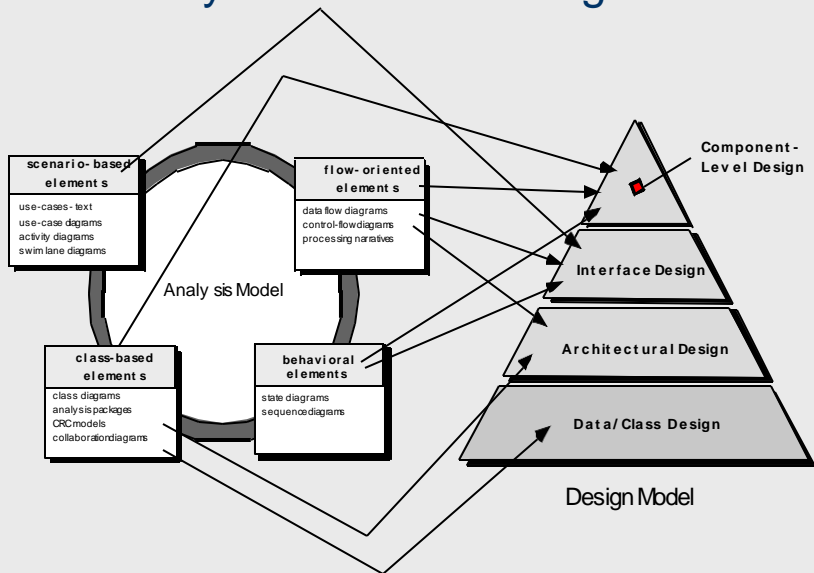 scenario-based
elements
use-cases - text
use-case diagrams
activity diagrams
swim lane diagrams
flow-oriented
elements
data flow diagrams
control-flow diagrams
processing narratives
Analysis Model
class-based
elements
class diagrams
analysis packages
CRC models
collaboration diagrams
behavioral
elements
state diagrams
sequence diagrams
Component-
Level Design
Interface Design
Architectural Design
Data/Class Design
Design Model